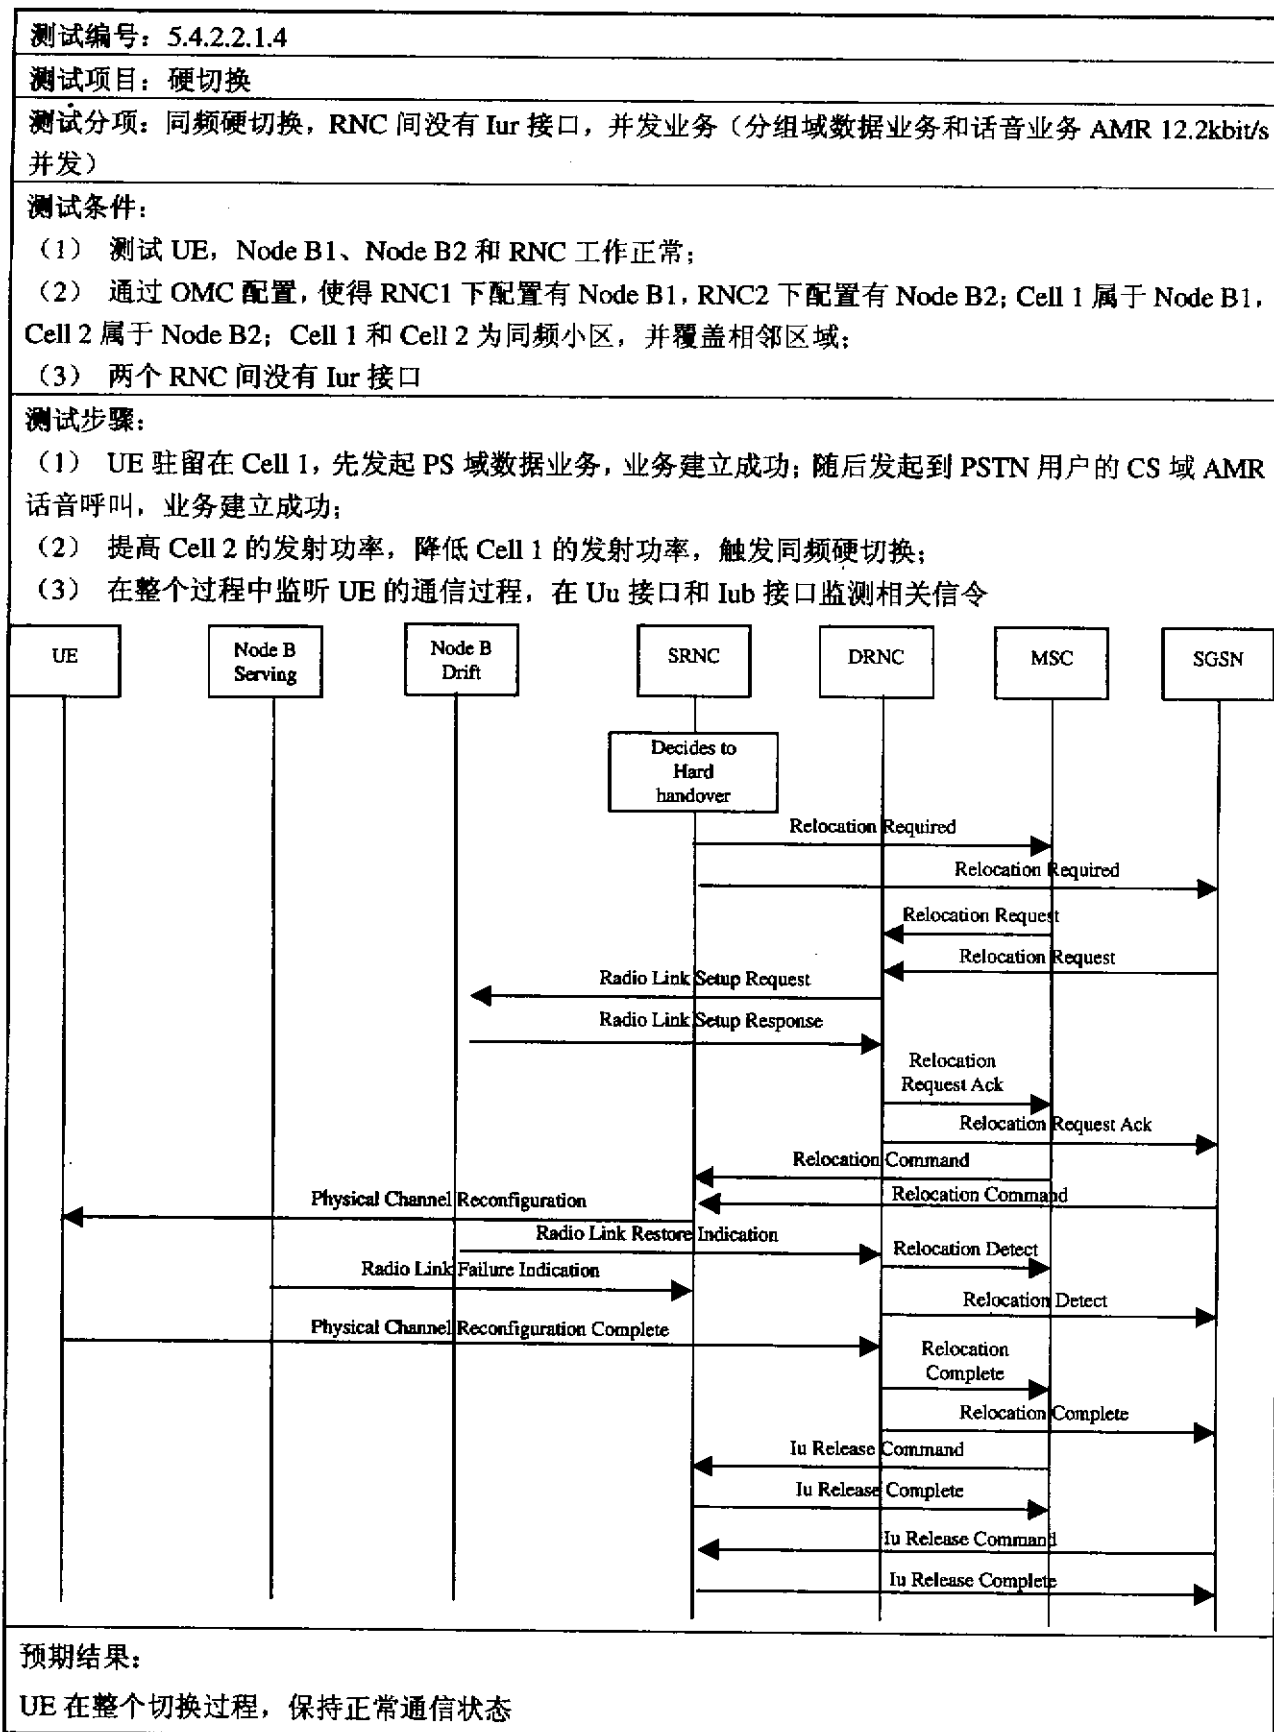 测试编号：5.4.2.2.1.4
测试项目：硬切换
测试分项：同频硬切换，RNC 间没有 Iur 接口，并发业务（分组域数据业务和话音业务 AMR 12.2kbit/s
并发）
测试条件：
（1） 测试 UE，Node B1、Node B2 和 RNC 工作正常；
（2） 通过 OMC 配置，使得 RNC1 下配置有 Node B1，RNC2 下配置有 Node B2；Cell 1 属于 Node B1，
Cell 2 属于 Node B2；Cell 1 和 Cell 2 为同频小区，并覆盖相邻区域；
（3） 两个 RNC 间没有 Iur 接口
测试步骤：
（1） UE 驻留在 Cell 1，先发起 PS 域数据业务，业务建立成功；随后发起到 PSTN 用户的 CS 域 AMR
话音呼叫，业务建立成功；
（2） 提高 Cell 2 的发射功率，降低 Cell 1 的发射功率，触发同频硬切换；
（3） 在整个过程中监听 UE 的通信过程，在 Uu 接口和 Iub 接口监测相关信令
UE
Node B
Serving
Node B
Drift
SRNC
DRNC
MSC
SGSN
Decides to
Hard
handover
Relocation Required
Relocation Required
Relocation Request
Relocation Request
Radio Link Setup Request
Radio Link Setup Response
Relocation
Request Ack
Relocation Request Ack
Relocation Command
Relocation Command
Physical Channel Reconfiguration
Radio Link Restore Indication
Relocation Detect
Radio Link Failure Indication
Relocation Detect
Physical Channel Reconfiguration Complete
Relocation
Complete
Relocation Complete
Iu Release Command
Iu Release Complete
Iu Release Command
Iu Release Complete
预期结果：
UE 在整个切换过程，保持正常通信状态